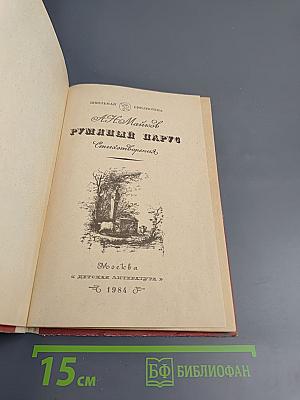 ШКОЛЬНАЯ БИБЛИОТЕКА
А.Н.Майков
РУМЯНЫЙ ПАРУС
Стихотворения
Москва
«ДЕТСКАЯ ЛИТЕРАТУРА»
1984
15 см
БФ БИБЛИОФАН